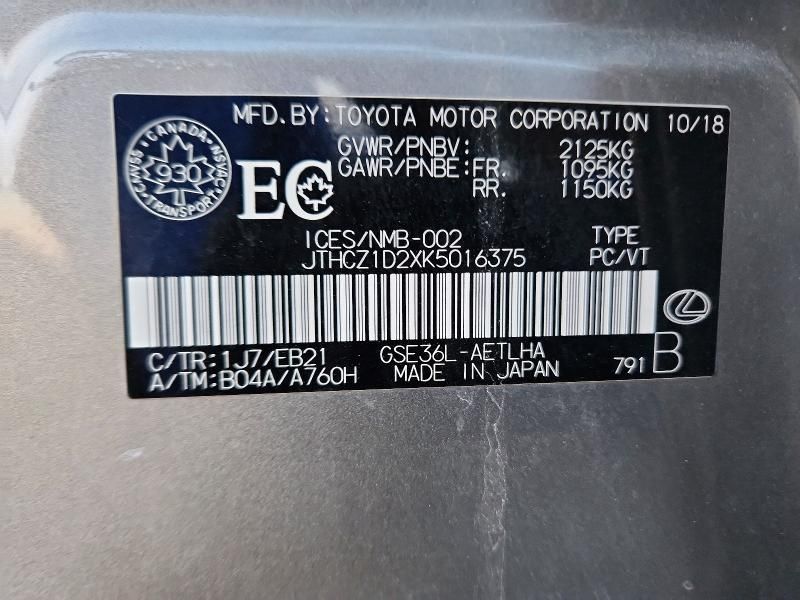 MFD.BY:TOYOTA MOTOR CORPORATION 10/18
GVWR/PNBV: 2125KG
GAWR/PNBE:FR. 1095KG
RR. 1150KG
CANADA
CMVSS 930 NSVAC
TRANSPORT
EC
ICES/NMB-002 TYPE
JTHCZ1D2XK5016375 PC/VT
C/TR:1J7/EB21 GSE36L-AETLHA
A/TM:B04A/A760H MADE IN JAPAN 791 B